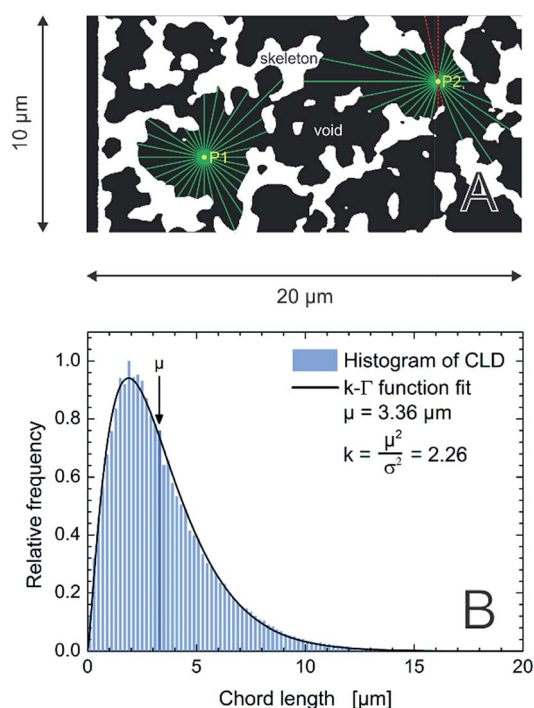 10 µm
skeleton
P2
void
P1
A
20 µm
µ
Histogram of CLD
k-Γ function fit
µ = 3.36 µm
k = µ²/σ² = 2.26
B
Relative frequency
1.0
0.8
0.6
0.4
0.2
0.0
0 5 10 15 20
Chord length [µm]